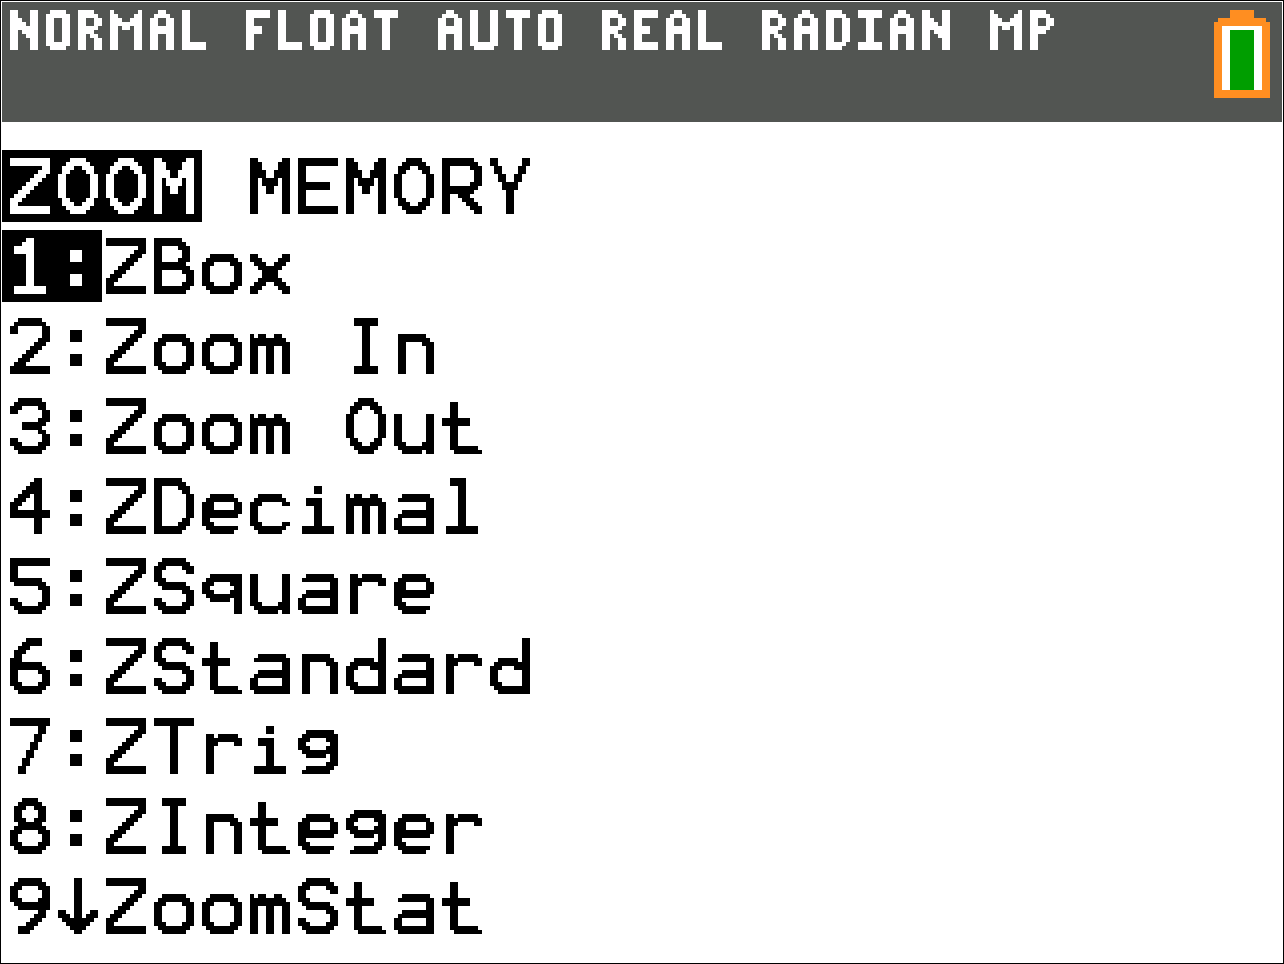 NORMAL FLOAT AUTO REAL RADIAN MP
ZOOM MEMORY
1:ZBox
2:Zoom In
3:Zoom Out
4:ZDecimal
5:ZSquare
6:ZStandard
7:ZTrig
8:ZInteger
9↓ZoomStat